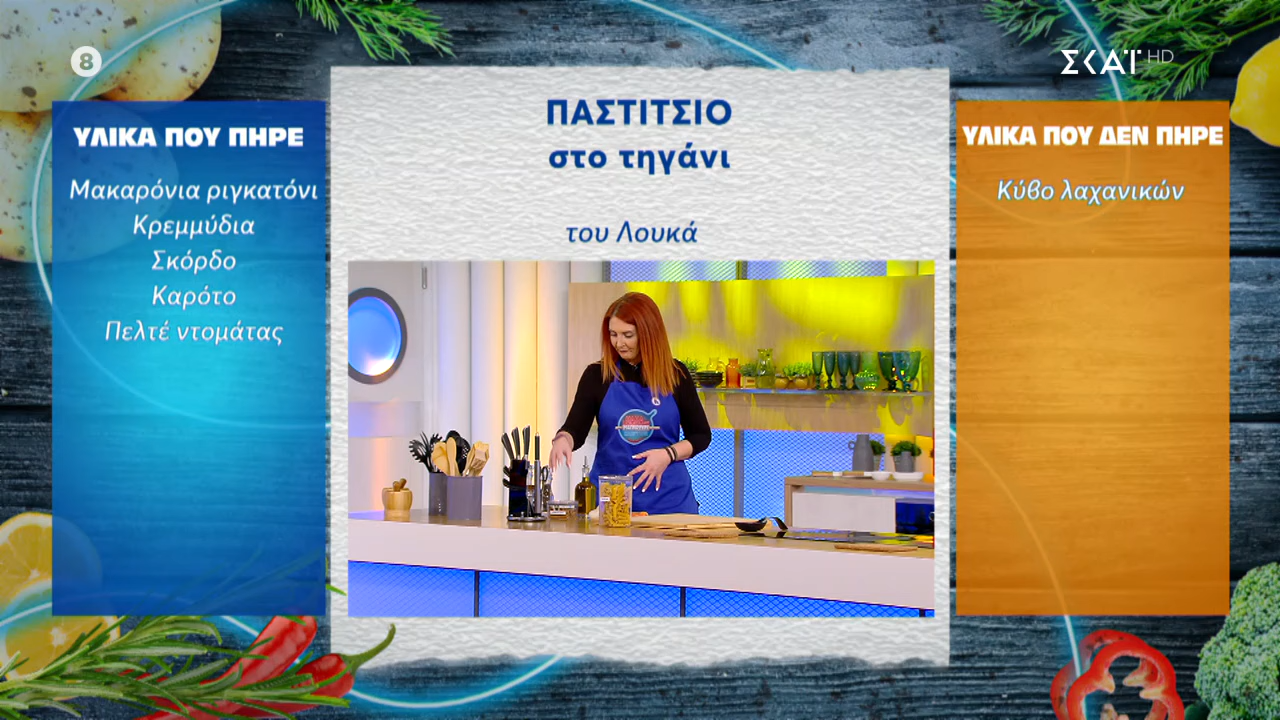 8
ΣΚΑΪ HD
ΥΛΙΚΑ ΠΟΥ ΠΗΡΕ
Μακαρόνια ριγκατόνι
Κρεμμύδια
Σκόρδο
Καρότο
Πελτέ ντομάτας
ΠΑΣΤΙΤΣΙΟ
στο τηγάνι
του Λουκά
ΥΛΙΚΑ ΠΟΥ ΔΕΝ ΠΗΡΕ
Κύβο λαχανικών